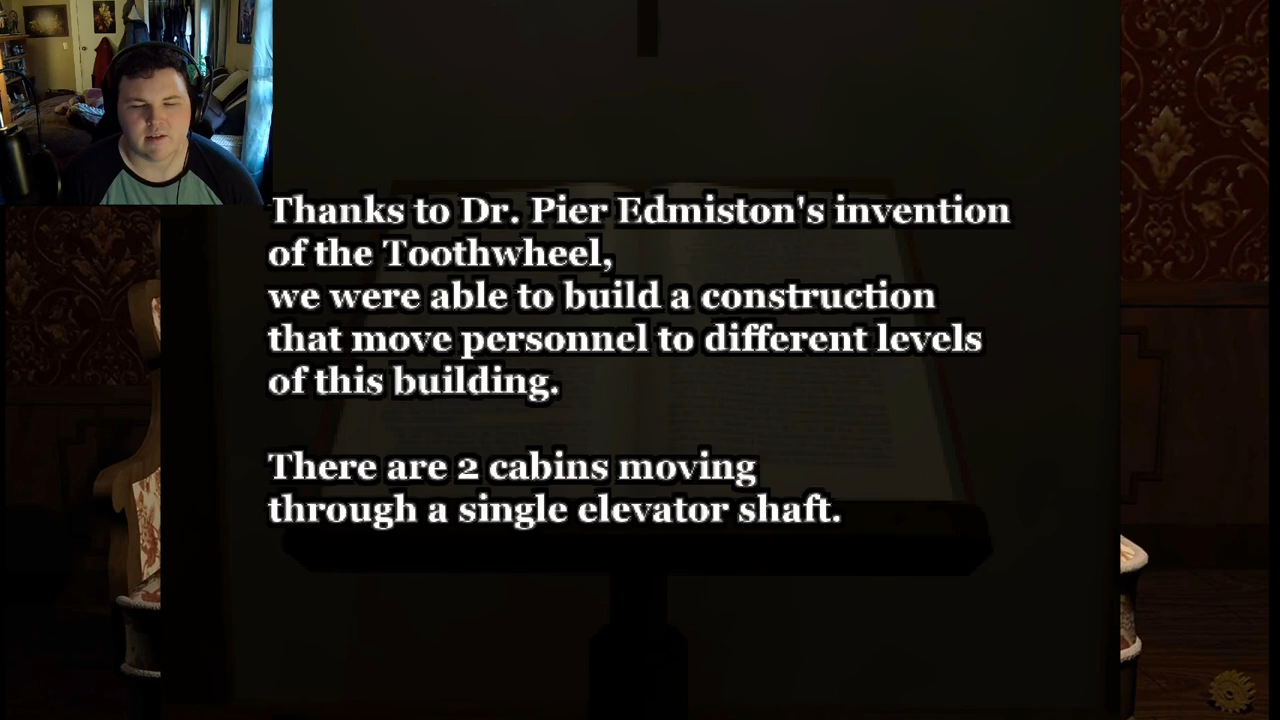 Thanks to Dr. Pier Edmiston's invention
of the Toothwheel,
we were able to build a construction
that move personnel to different levels
of this building.
There are 2 cabins moving
through a single elevator shaft.